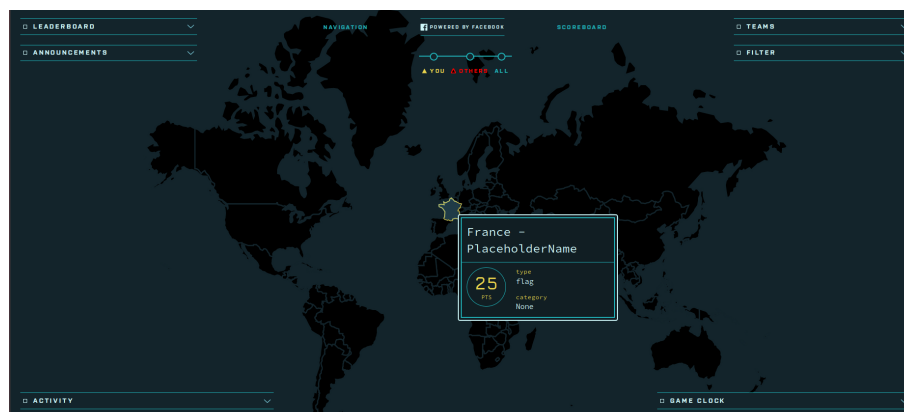 LEADERBOARD
NAVIGATION
POWERED BY FACEBOOK
SCOREBOARD
TEAMS
ANNOUNCEMENTS
FILTER
YOU OTHERS ALL
France –
PlaceholderName
25
PTS
type
flag
category
None
ACTIVITY
GAME CLOCK